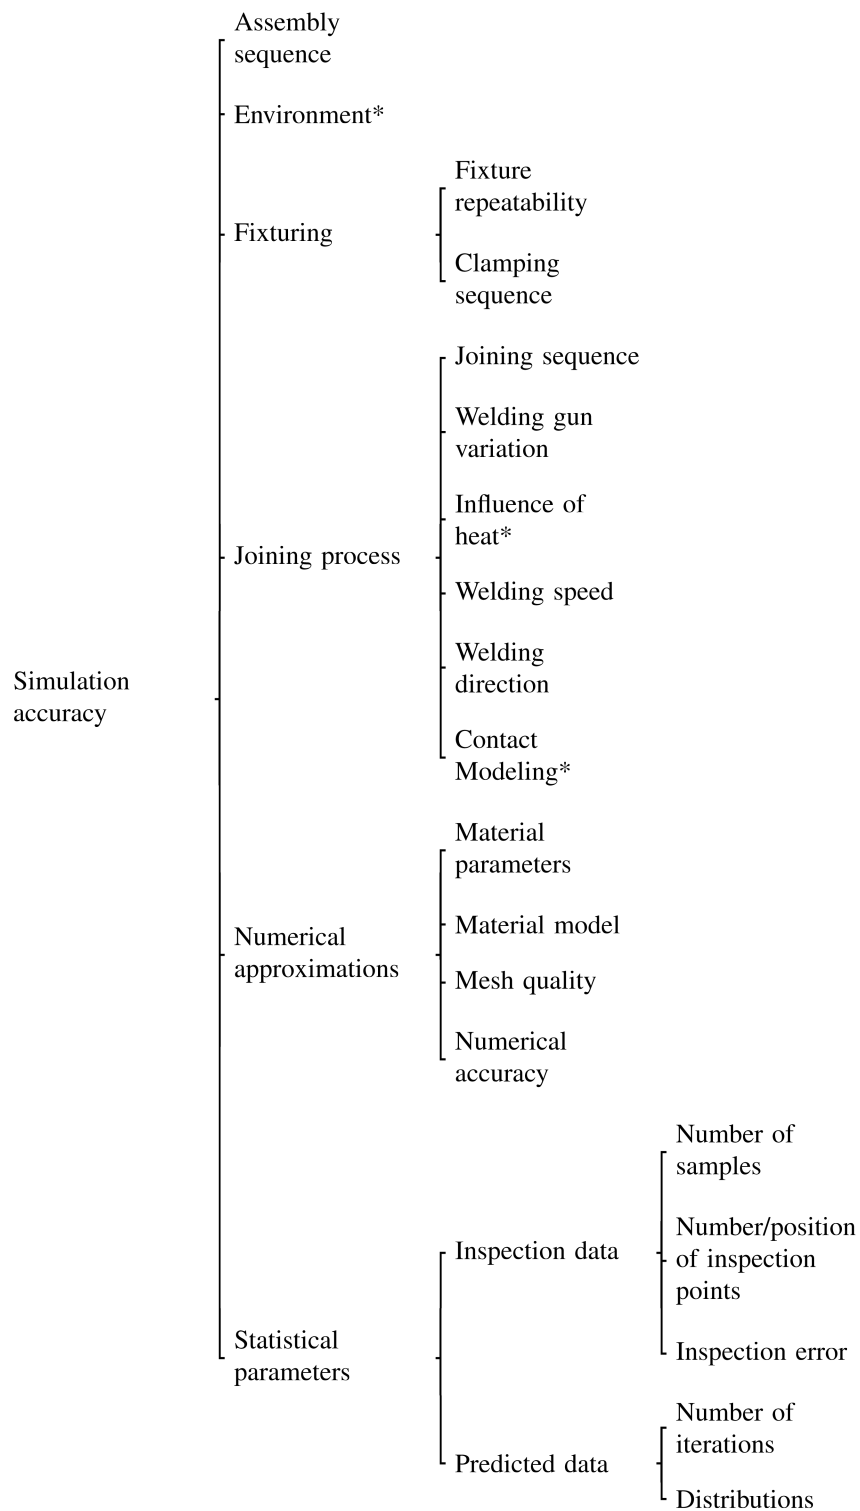 Assembly
sequence
Environment*
Fixture
repeatability
Fixturing
Clamping
sequence
Joining sequence
Welding gun
variation
Influence of
heat*
Joining process
Welding speed
Welding
direction
Simulation
accuracy
Contact
Modeling*
Material
parameters
Material model
Numerical
approximations
Mesh quality
Numerical
accuracy
Number of
samples
Inspection data
Number/position
of inspection
points
Statistical
parameters
Inspection error
Number of
iterations
Predicted data
Distributions